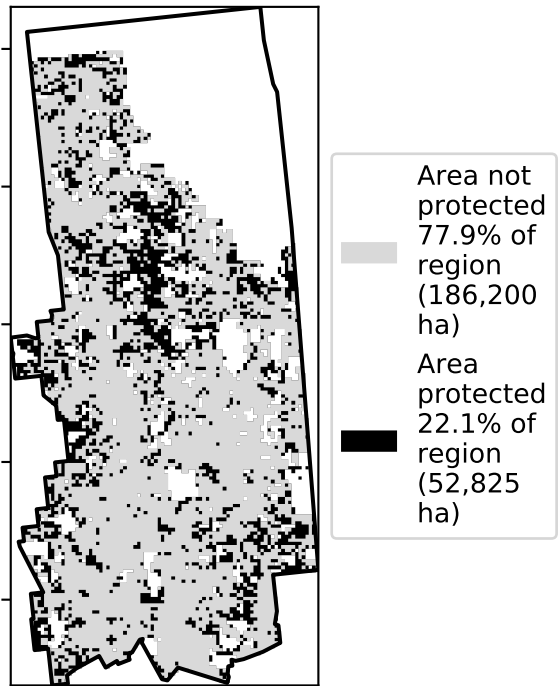 Area not
protected
77.9% of
region
(186,200
ha)
Area
protected
22.1% of
region
(52,825
ha)